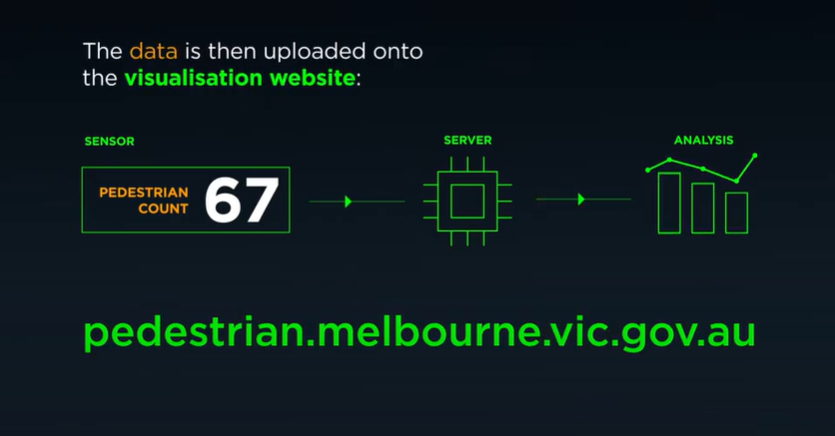 The data is then uploaded onto
the visualisation website:
SENSOR
SERVER
ANALYSIS
PEDESTRIAN
COUNT
67
pedestrian.melbourne.vic.gov.au